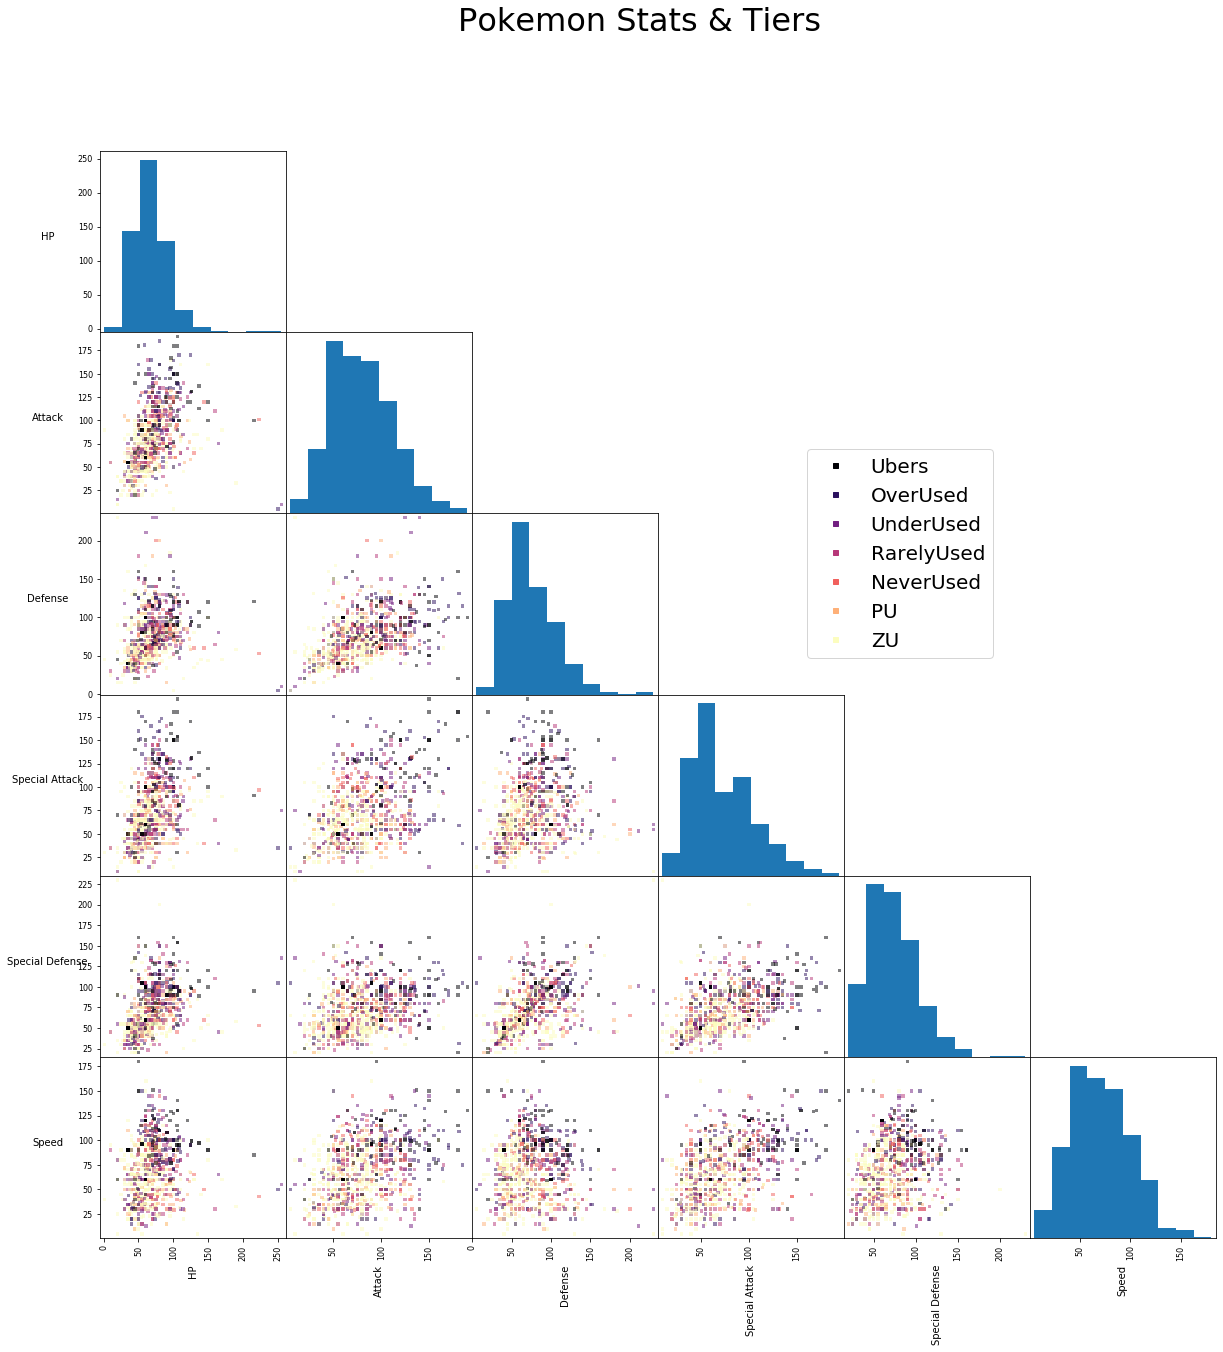 Pokemon Stats & Tiers
250
200
150
100
50
0
HP
175
150
125
100
75
50
25
Attack
Ubers
OverUsed
UnderUsed
RarelyUsed
NeverUsed
PU
ZU
200
150
100
50
0
Defense
175
150
125
100
75
50
25
Special Attack
225
200
175
150
125
100
75
50
25
Special Defense
175
150
125
100
75
50
25
Speed
0 50 100 150 200 250
50 100 150
0 50 100 150 200
50 100 150
50 100 150 200
50 100 150
HP
Attack
Defense
Special Attack
Special Defense
Speed